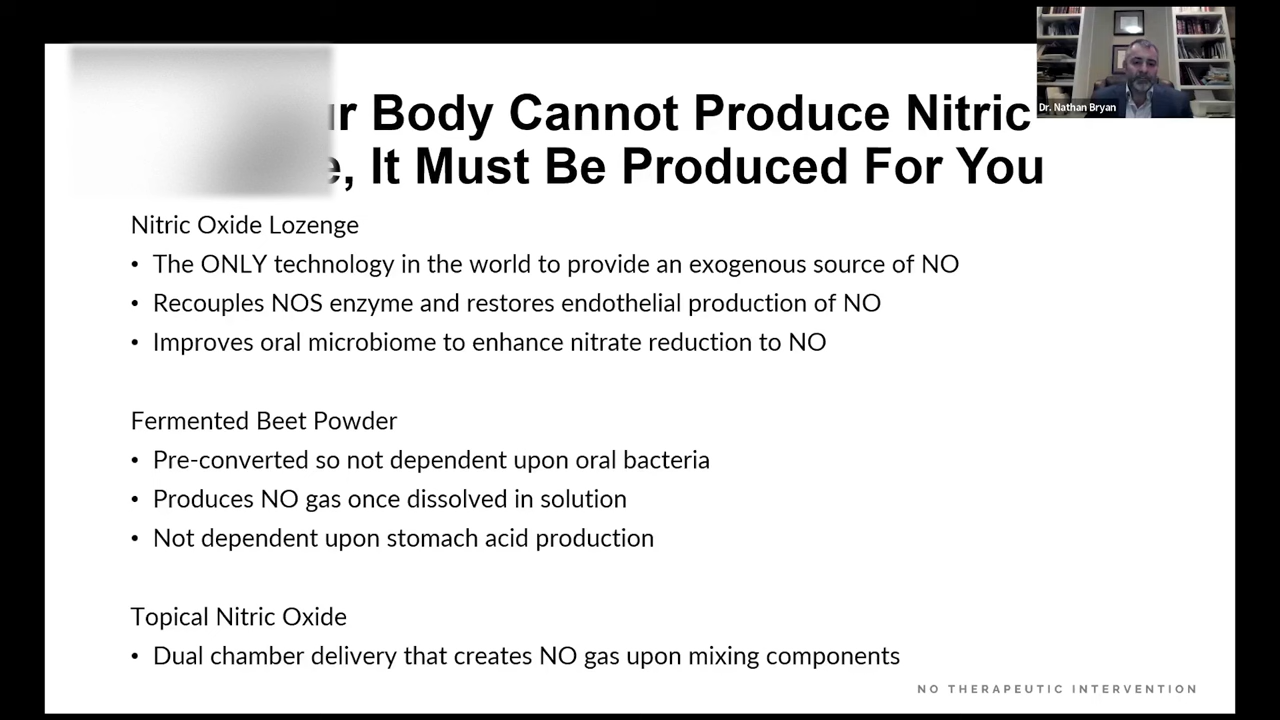 Body Cannot Produce Nitric
It Must Be Produced For You
Dr. Nathan Bryan
Nitric Oxide Lozenge
• The ONLY technology in the world to provide an exogenous source of NO
• Recouples NOS enzyme and restores endothelial production of NO
• Improves oral microbiome to enhance nitrate reduction to NO
Fermented Beet Powder
• Pre-converted so not dependent upon oral bacteria
• Produces NO gas once dissolved in solution
• Not dependent upon stomach acid production
Topical Nitric Oxide
• Dual chamber delivery that creates NO gas upon mixing components
NO THERAPEUTIC INTERVENTION